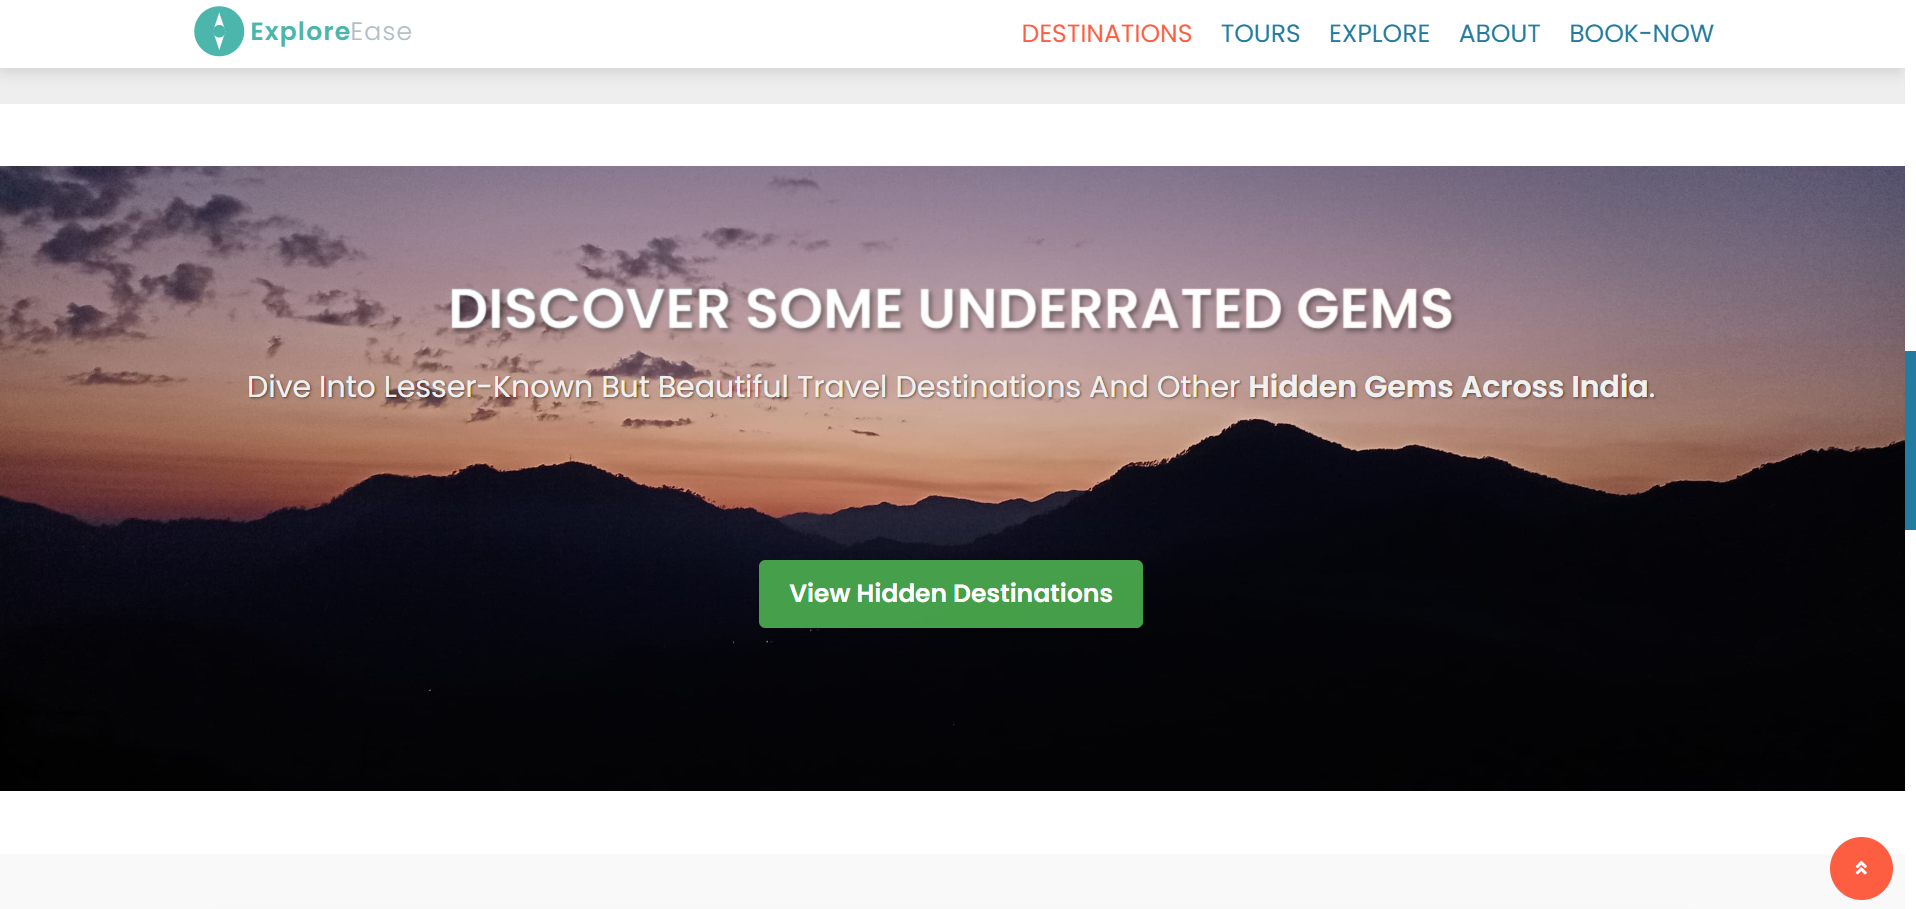 ExploreEase
DESTINATIONS TOURS EXPLORE ABOUT BOOK-NOW
DISCOVER SOME UNDERRATED GEMS
Dive Into Lesser-Known But Beautiful Travel Destinations And Other Hidden Gems Across India.
View Hidden Destinations